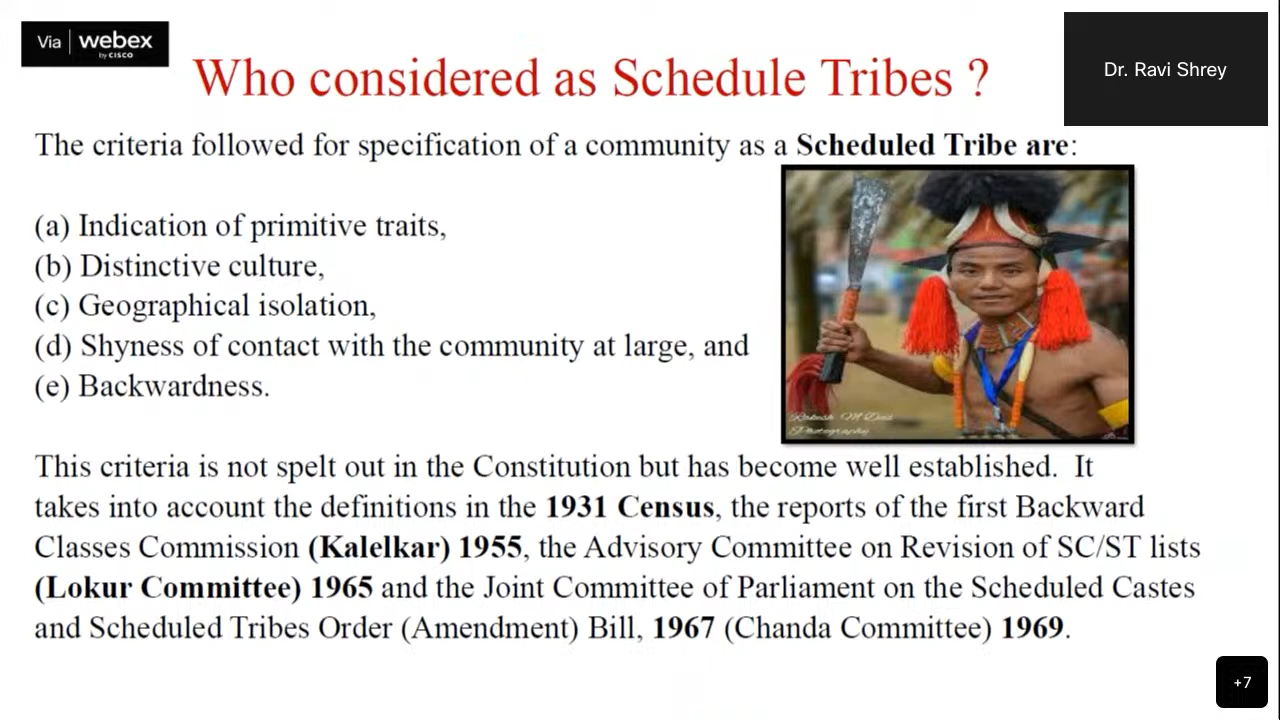 Via webex
by CISCO
Who considered as Schedule Tribes ?
Dr. Ravi Shrey
The criteria followed for specification of a community as a Scheduled Tribe are:
(a) Indication of primitive traits,
(b) Distinctive culture,
(c) Geographical isolation,
(d) Shyness of contact with the community at large, and
(e) Backwardness.
Rakesh M Das
Photography
This criteria is not spelt out in the Constitution but has become well established. It
takes into account the definitions in the 1931 Census, the reports of the first Backward
Classes Commission (Kalelkar) 1955, the Advisory Committee on Revision of SC/ST lists
(Lokur Committee) 1965 and the Joint Committee of Parliament on the Scheduled Castes
and Scheduled Tribes Order (Amendment) Bill, 1967 (Chanda Committee) 1969.
+7